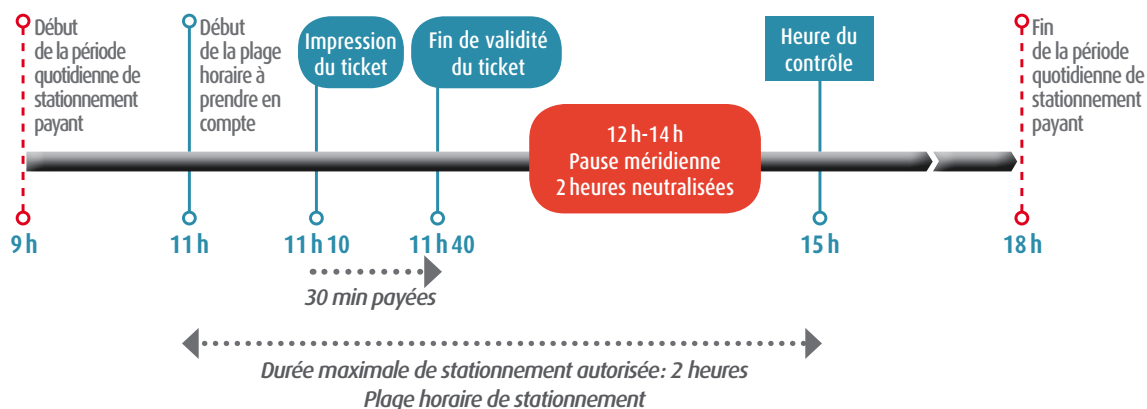 Début
de la période
quotidienne de
stationnement
payant
Début
de la plage
horaire à
prendre en
compte
Impression
du ticket
Fin de validité
du ticket
Heure du
contrôle
Fin
de la période
quotidienne de
stationnement
payant
12 h-14 h
Pause méridienne
2 heures neutralisées
9 h
11 h
11 h 10
11 h 40
15 h
18 h
30 min payées
Durée maximale de stationnement autorisée: 2 heures
Plage horaire de stationnement